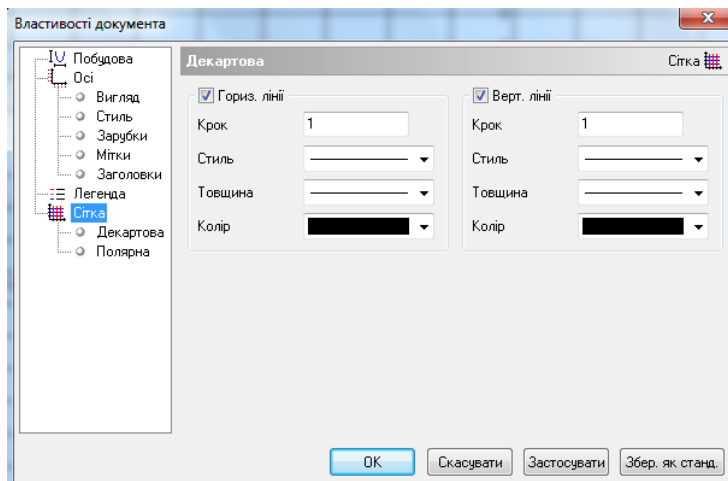 Властивості документа
Побудова
Осі
Вигляд
Стиль
Зарубки
Мітки
Заголовки
Легенда
Сітка
Декартова
Полярна
Декартова Сітка
Гориз. лінії
Крок 1
Стиль
Товщина
Колір
Верт. лінії
Крок 1
Стиль
Товщина
Колір
ОК Скасувати Застосувати Збер. як станд.